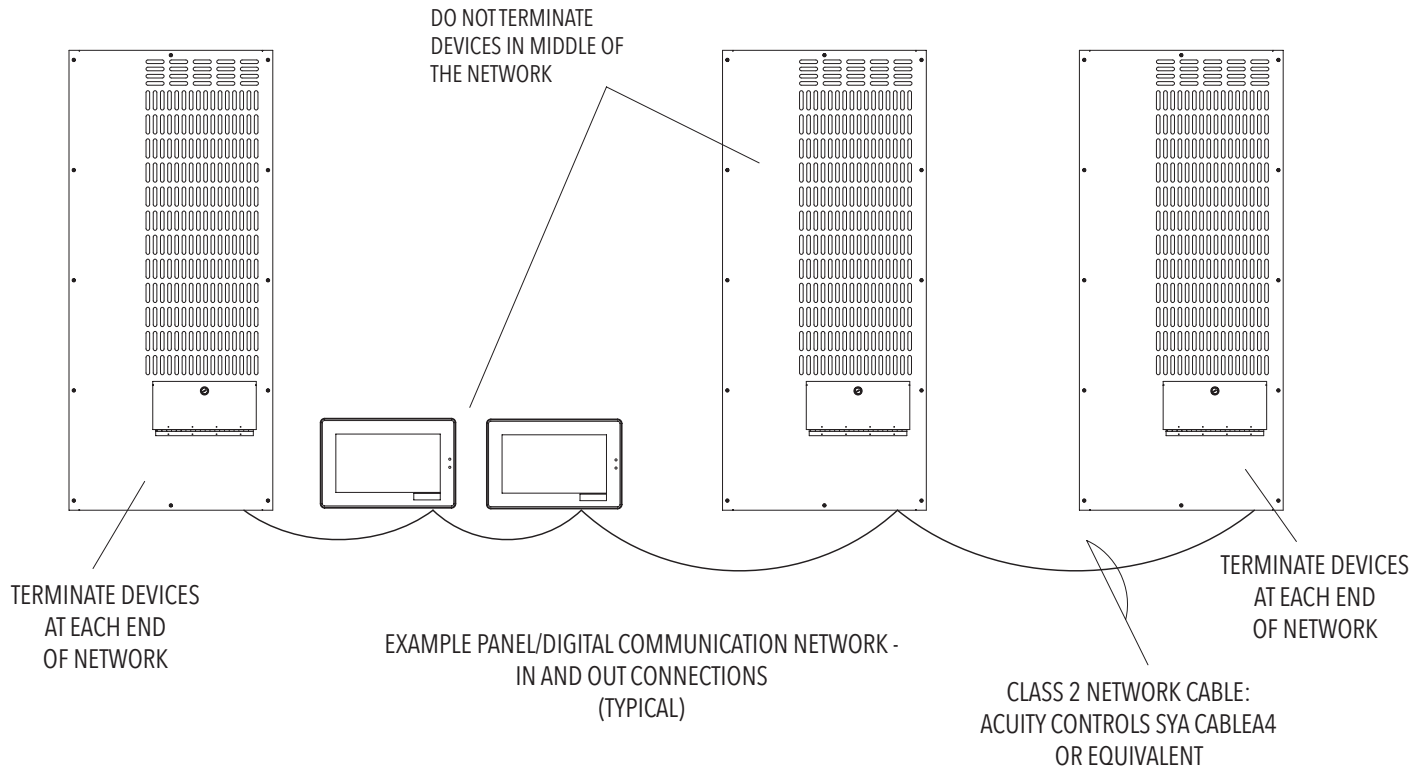 DO NOT TERMINATE
DEVICES IN MIDDLE OF
THE NETWORK
TERMINATE DEVICES
AT EACH END
OF NETWORK
EXAMPLE PANEL/DIGITAL COMMUNICATION NETWORK -
IN AND OUT CONNECTIONS
(TYPICAL)
TERMINATE DEVICES
AT EACH END
OF NETWORK
CLASS 2 NETWORK CABLE:
ACUITY CONTROLS SYA CABLEA4
OR EQUIVALENT